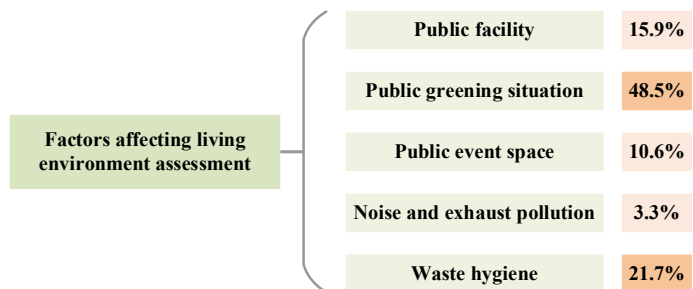 Public facility 15.9%
Public greening situation 48.5%
Factors affecting living
environment assessment
Public event space 10.6%
Noise and exhaust pollution 3.3%
Waste hygiene 21.7%